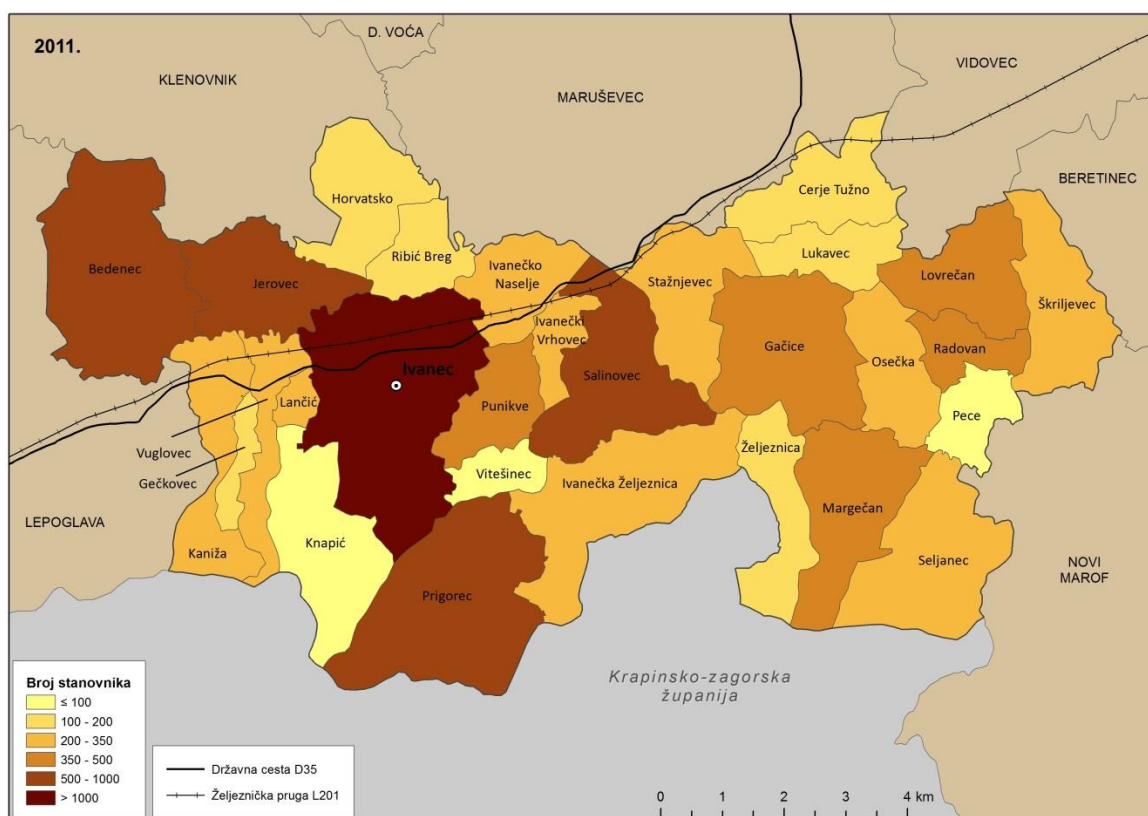 2011.
D. VOĆA
KLENOVNIK
MARUŠEVEC
VIDOVEC
BERETINEC
Horvatsko
Ribić Breg
Cerje Tužno
Lukavec
Bedenec
Jerovec
Ivanečko
Naselje
Stažnjevec
Lovrečan
Škriljevec
Ivanečki
Vrhovec
Gačice
Radovan
Osečka
Ivanec
Salinovec
Lančić
Punikve
Pece
Vuglovec
Gečkovec
Željeznica
Vitešinec
Ivanečka Željeznica
LEPOGLAVA
Knapić
Margečan
Kaniža
Seljanec
NOVI
MAROF
Prigorec
Krapinsko-zagorska
županija
Broj stanovnika
≤ 100
100 - 200
200 - 350
350 - 500
500 - 1000
> 1000
Državna cesta D35
Željeznička pruga L201
0 1 2 3 4 km